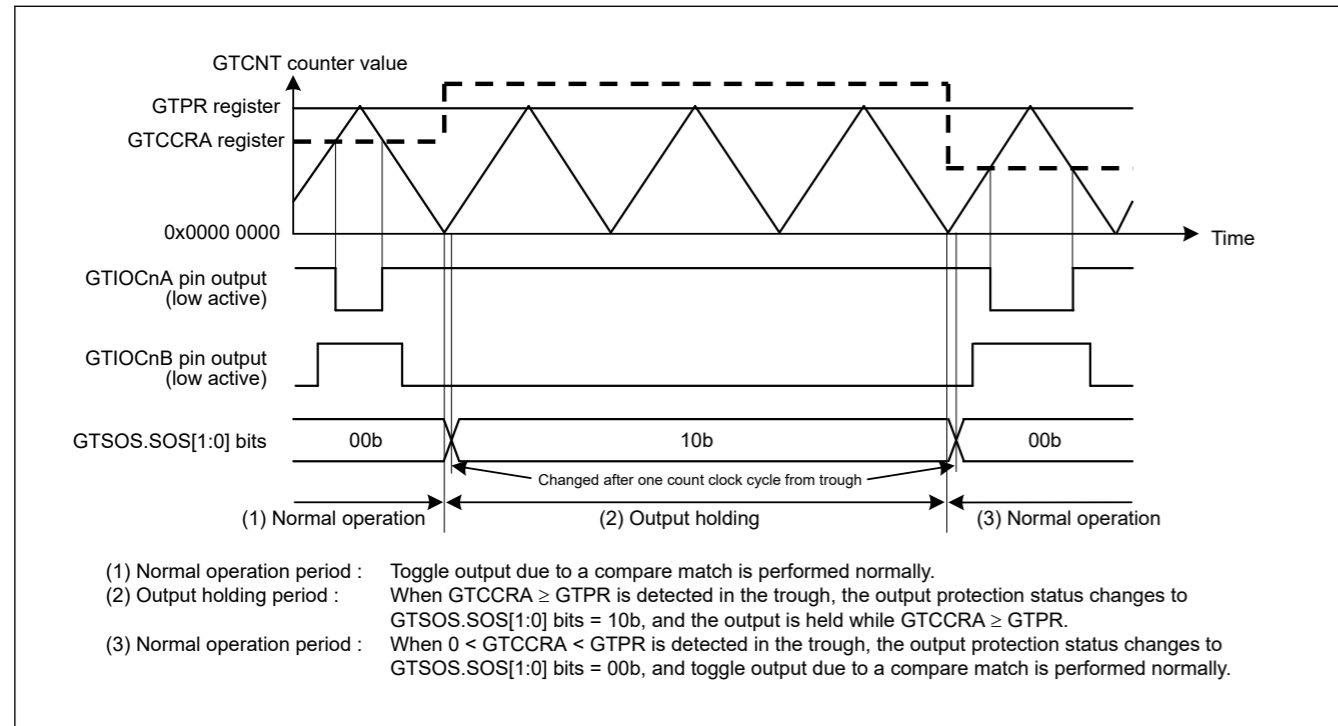 GTCNT counter value
GTPR register
GTCCRA register
0x0000 0000
Time
GTIOCnA pin output
(low active)
GTIOCnB pin output
(low active)
GTSOS.SOS[1:0] bits
00b
10b
00b
Changed after one count clock cycle from trough
(1) Normal operation
(2) Output holding
(3) Normal operation
(1) Normal operation period : Toggle output due to a compare match is performed normally.
(2) Output holding period : When GTCCRA ≥ GTPR is detected in the trough, the output protection status changes to
GTSOS.SOS[1:0] bits = 10b, and the output is held while GTCCRA ≥ GTPR.
(3) Normal operation period : When 0 < GTCCRA < GTPR is detected in the trough, the output protection status changes to
GTSOS.SOS[1:0] bits = 00b, and toggle output due to a compare match is performed normally.